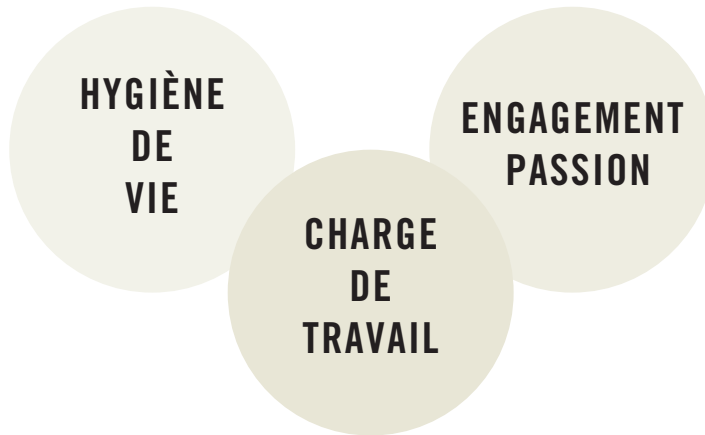 HYGIÈNE
DE
VIE
ENGAGEMENT
PASSION
CHARGE
DE
TRAVAIL